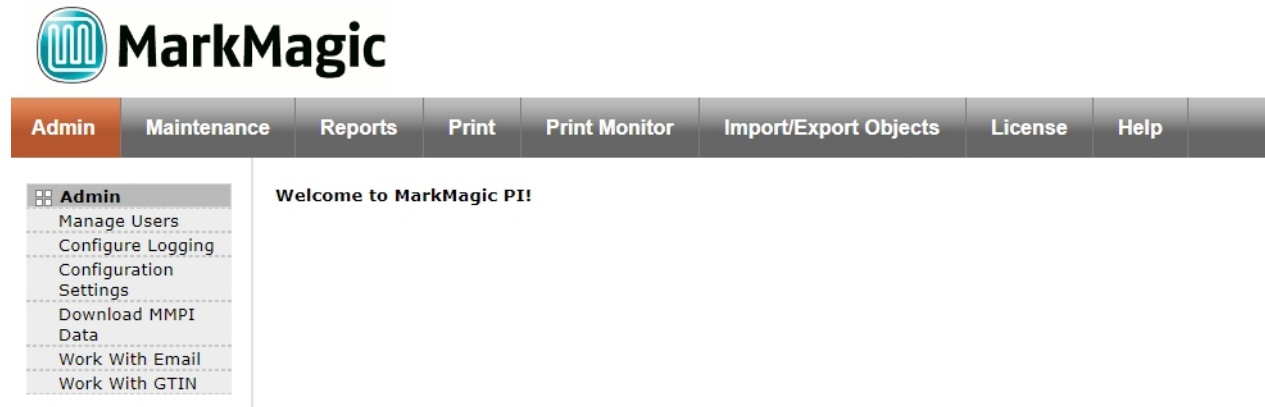 MarkMagic
Admin Maintenance Reports Print Print Monitor Import/Export Objects License Help
Admin
Manage Users
Configure Logging
Configuration
Settings
Download MMPI
Data
Work With Email
Work With GTIN
Welcome to MarkMagic PI!